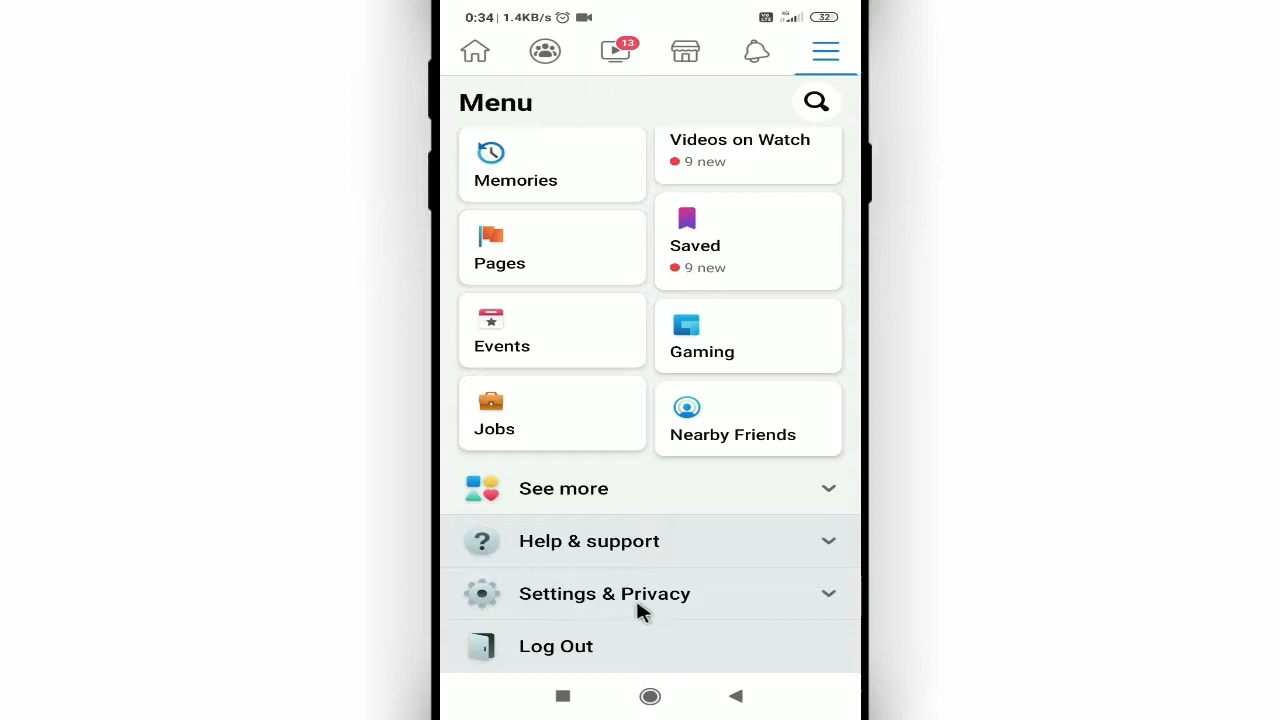 0:34 | 1.4KB/s
4G
32
13
Menu
Memories
Videos on Watch
9 new
Pages
Saved
9 new
Events
Gaming
Jobs
Nearby Friends
See more
? Help & support
Settings & Privacy
Log Out